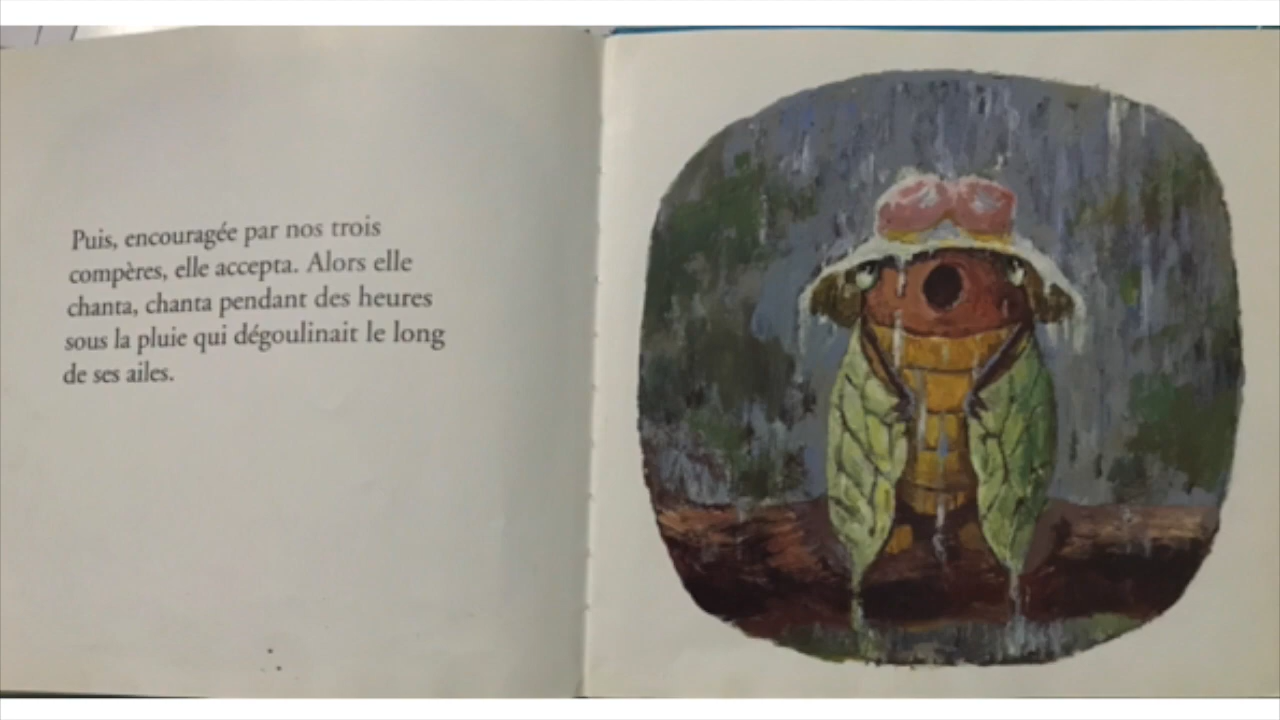 Puis, encouragée par nos trois
compères, elle accepta. Alors elle
chanta, chanta pendant des heures
sous la pluie qui dégoulinait le long
de ses ailes.